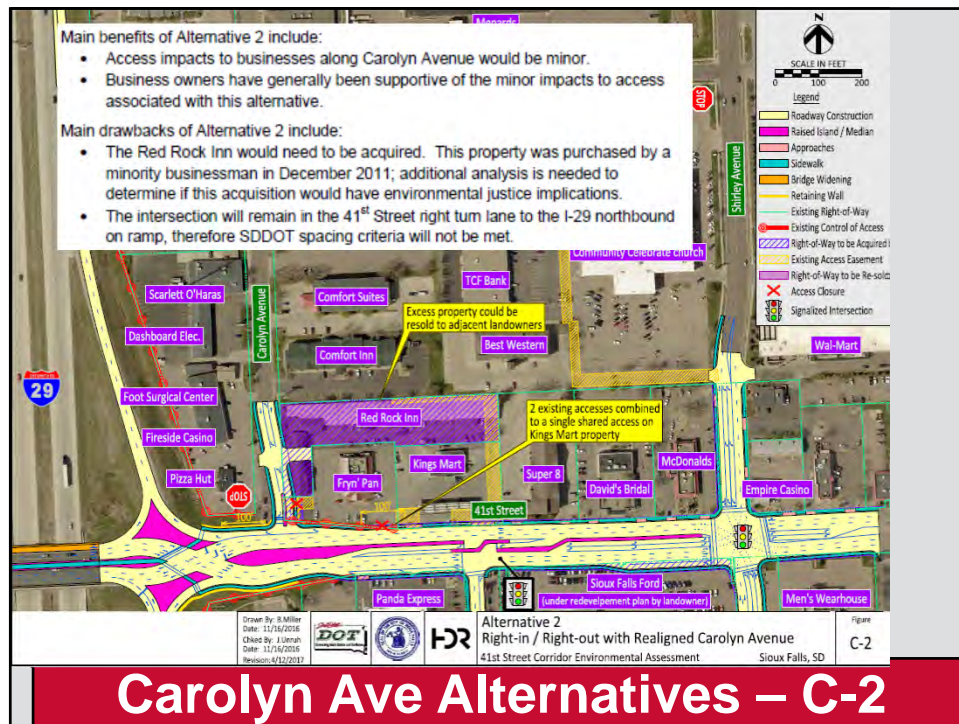 Menards
Main benefits of Alternative 2 include:
• Access impacts to businesses along Carolyn Avenue would be minor.
• Business owners have generally been supportive of the minor impacts to access
associated with this alternative.
Main drawbacks of Alternative 2 include:
• The Red Rock Inn would need to be acquired. This property was purchased by a
minority businessman in December 2011; additional analysis is needed to
determine if this acquisition would have environmental justice implications.
• The intersection will remain in the 41st Street right turn lane to the I-29 northbound
on ramp, therefore SDDOT spacing criteria will not be met.
N
SCALE IN FEET
0 100 200
Legend
Roadway Construction
Raised Island / Median
Approaches
Sidewalk
Bridge Widening
Retaining Wall
Existing Right-of-Way
Existing Control of Access
Right-of-Way to be Acquired
Existing Access Easement
Right-of-Way to be Re-sold
Access Closure
Signalized Intersection
STOP
Shirley Avenue
Community Celebrate church
TCF Bank
Scarlett O'Haras
Comfort Suites
Carolyn Avenue
Excess property could be
resold to adjacent landowners
Dashboard Elec.
Best Western
Comfort Inn
Wal-Mart
29
Foot Surgical Center
Red Rock Inn
2 existing accesses combined
to a single shared access on
Kings Mart property
Fireside Casino
Kings Mart
McDonalds
Pizza Hut
Fryn' Pan
Super 8
David's Bridal
Empire Casino
STOP
100'
100'
41st Street
Sioux Falls Ford
(under redevelpement plan by landowner)
Panda Express
Men's Wearhouse
Drawn By: B.Miller
Date: 11/16/2016
Chked By: J.Unruh
Date: 11/16/2016
Revision:4/12/2017
DOT
HDR
Alternative 2
Right-in / Right-out with Realigned Carolyn Avenue
41st Street Corridor Environmental Assessment Sioux Falls, SD
Figure
C-2
Carolyn Ave Alternatives – C-2